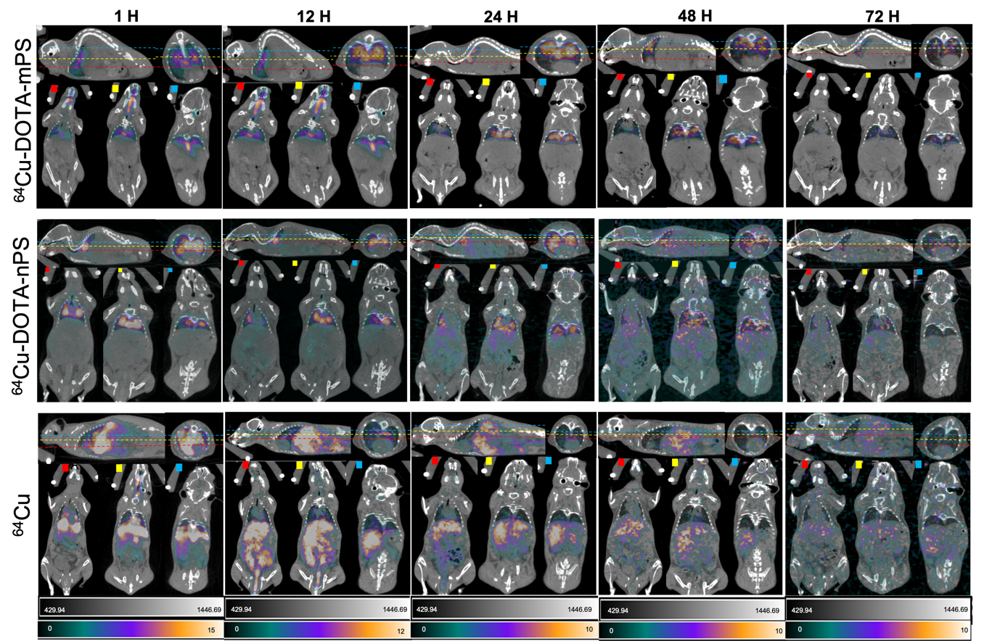 1 H 12 H 24 H 48 H 72 H
⁶⁴Cu-DOTA-mPS
⁶⁴Cu-DOTA-nPS
⁶⁴Cu
429.94 1446.69 429.94 1446.69 429.94 1446.69 429.94 1446.69 429.94 1446.69
0 15 0 12 0 10 0 10 0 10